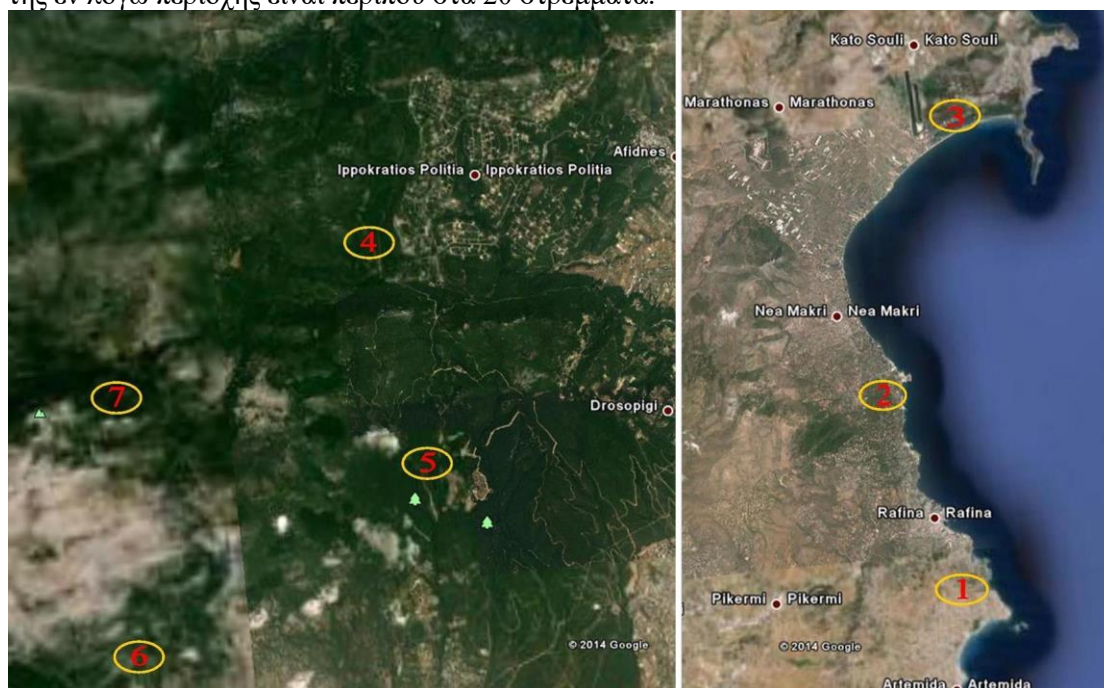 της εν λόγω περιοχής είναι περίπου στα 20 στρέμματα.
Ippokratios Politia Ippokratios Politia
Afidnes
4
7
Drosopigi
5
6
© 2014 Google
Kato Souli Kato Souli
Marathonas Marathonas
3
Nea Makri Nea Makri
2
Rafina Rafina
1
Pikermi Pikermi
© 2014 Google
Artemida Artemida